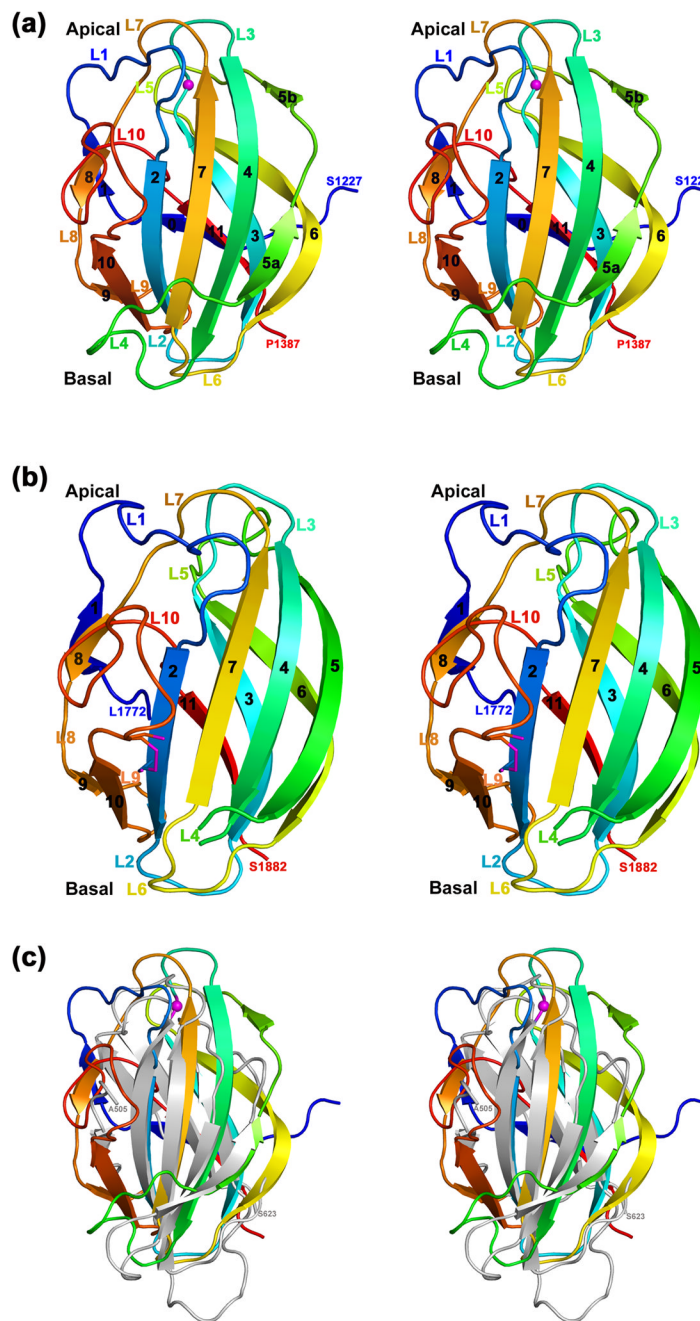 (a)
Apical L7 L3
L1
L5 5b
L10
8 1 2 7 4 S1227
0 11 3 6
L8 10 5a
9 L9
L4 L2 P1387
Basal L6
Apical L7 L3
L1
L5 5b
L10
8 1 2 7 4 S1227
0 11 3 6
L8 10 5a
9 L9
L4 L2 P1387
Basal L6
(b)
Apical L7
L1 L3
L5
1 L10
8 2 7 4 5
L1772 11 3 6
L8
9 10 L9
L4
L2 S1882
Basal L6
Apical L7
L1 L3
L5
1 L10
8 2 7 4 5
L1772 11 3 6
L8
9 10 L9
L4
L2 S1882
Basal L6
(c)
A505
S623
A505
S623